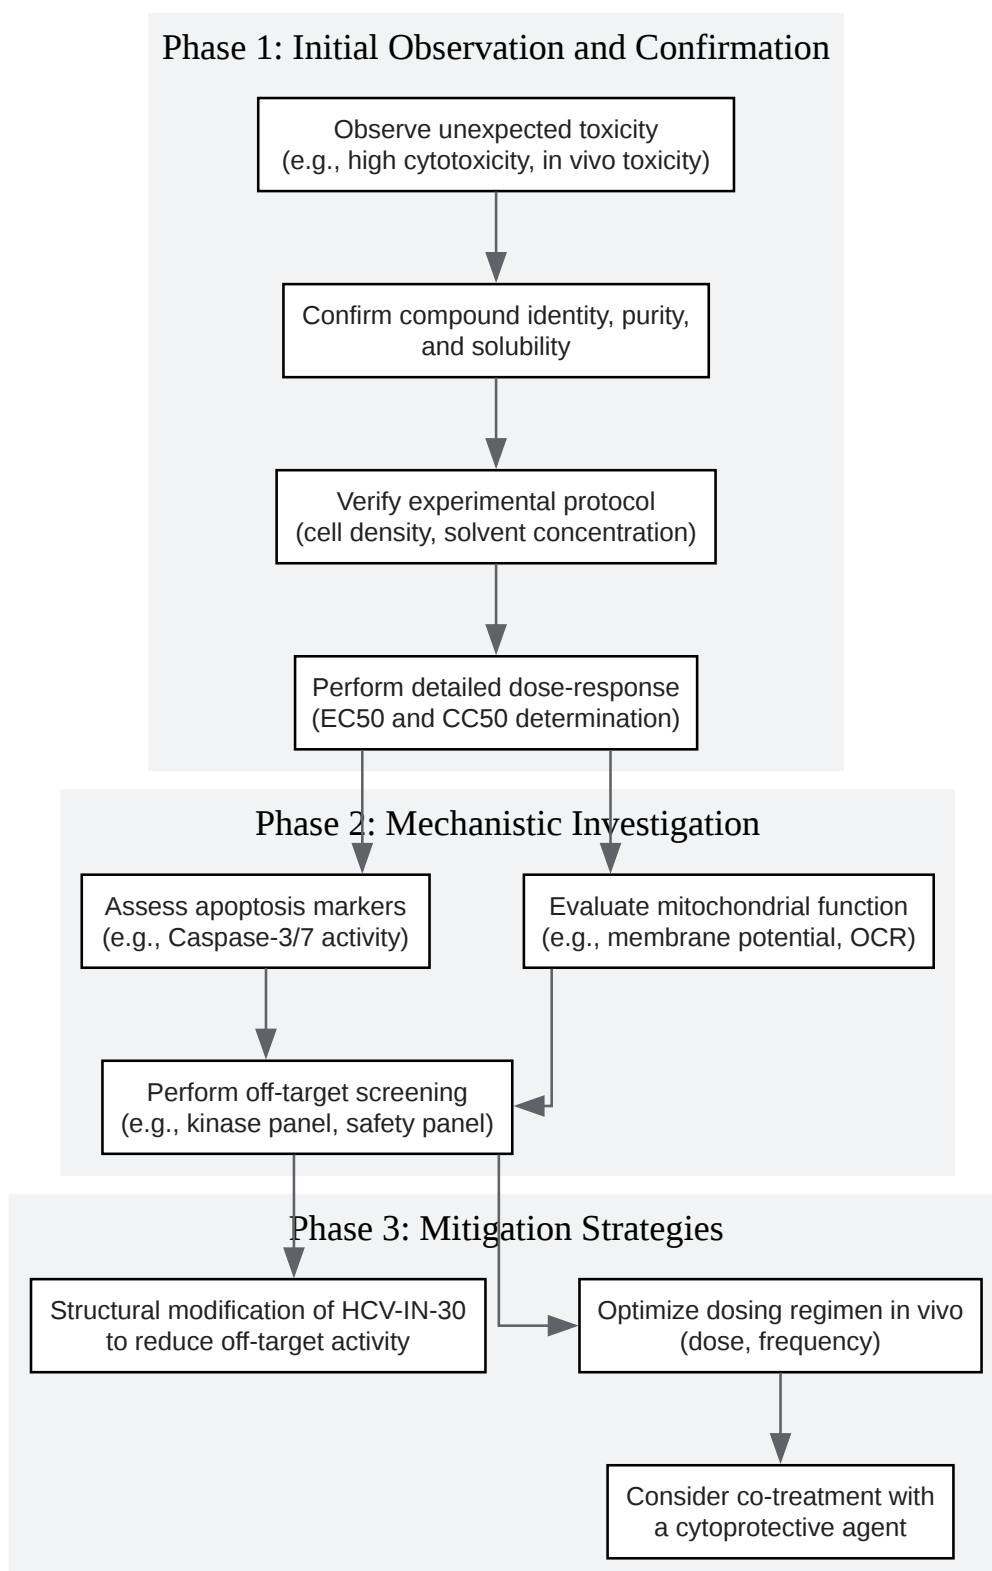 Phase 1: Initial Observation and Confirmation
Observe unexpected toxicity
(e.g., high cytotoxicity, in vivo toxicity)
Confirm compound identity, purity,
and solubility
Verify experimental protocol
(cell density, solvent concentration)
Perform detailed dose-response
(EC50 and CC50 determination)
Phase 2: Mechanistic Investigation
Assess apoptosis markers
(e.g., Caspase-3/7 activity)
Evaluate mitochondrial function
(e.g., membrane potential, OCR)
Perform off-target screening
(e.g., kinase panel, safety panel)
Phase 3: Mitigation Strategies
Structural modification of HCV-IN-30
to reduce off-target activity
Optimize dosing regimen in vivo
(dose, frequency)
Consider co-treatment with
a cytoprotective agent